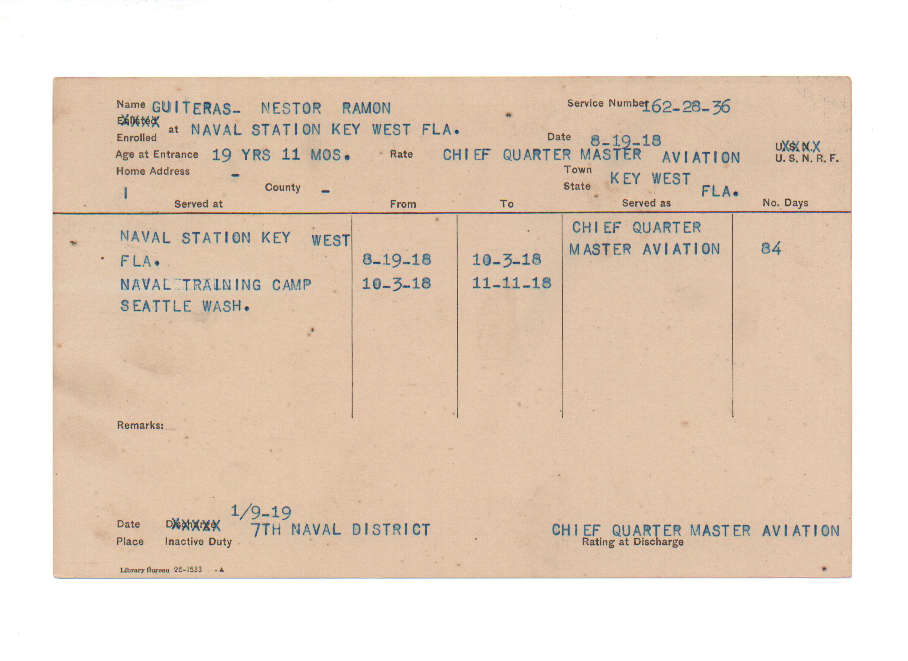 Name GUITERAS- NESTOR RAMON Service Number 162-28-36
Enlisted
Enrolled at NAVAL STATION KEY WEST FLA. Date 8-19-18 U.S.N.
Age at Entrance 19 YRS 11 MOS. Rate CHIEF QUARTER MASTER AVIATION U. S. N. R. F.
Home Address - Town KEY WEST
1 County - State FLA.
Served at From To Served as No. Days
NAVAL STATION KEY WEST CHIEF QUARTER
FLA. 8-19-18 10-3-18 MASTER AVIATION 84
NAVAL TRAINING CAMP 10-3-18 11-11-18
SEATTLE WASH.
Remarks:
1/9-19
Date 7TH NAVAL DISTRICT CHIEF QUARTER MASTER AVIATION
Place Inactive Duty Rating at Discharge
Library Bureau 26-1533 -A